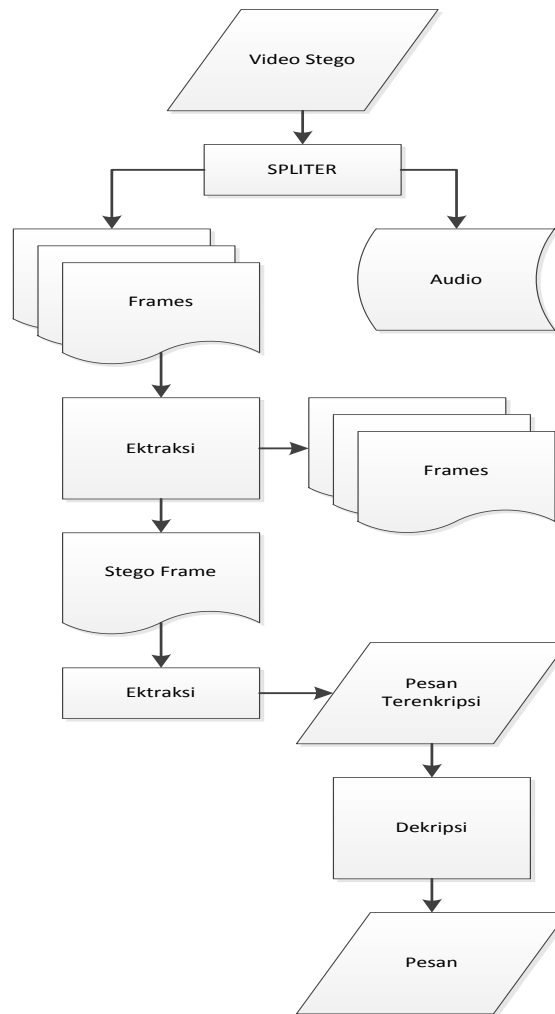 Video Stego
SPLITER
Frames
Audio
Ektraksi
Frames
Stego Frame
Ektraksi
Pesan
Terenkripsi
Dekripsi
Pesan